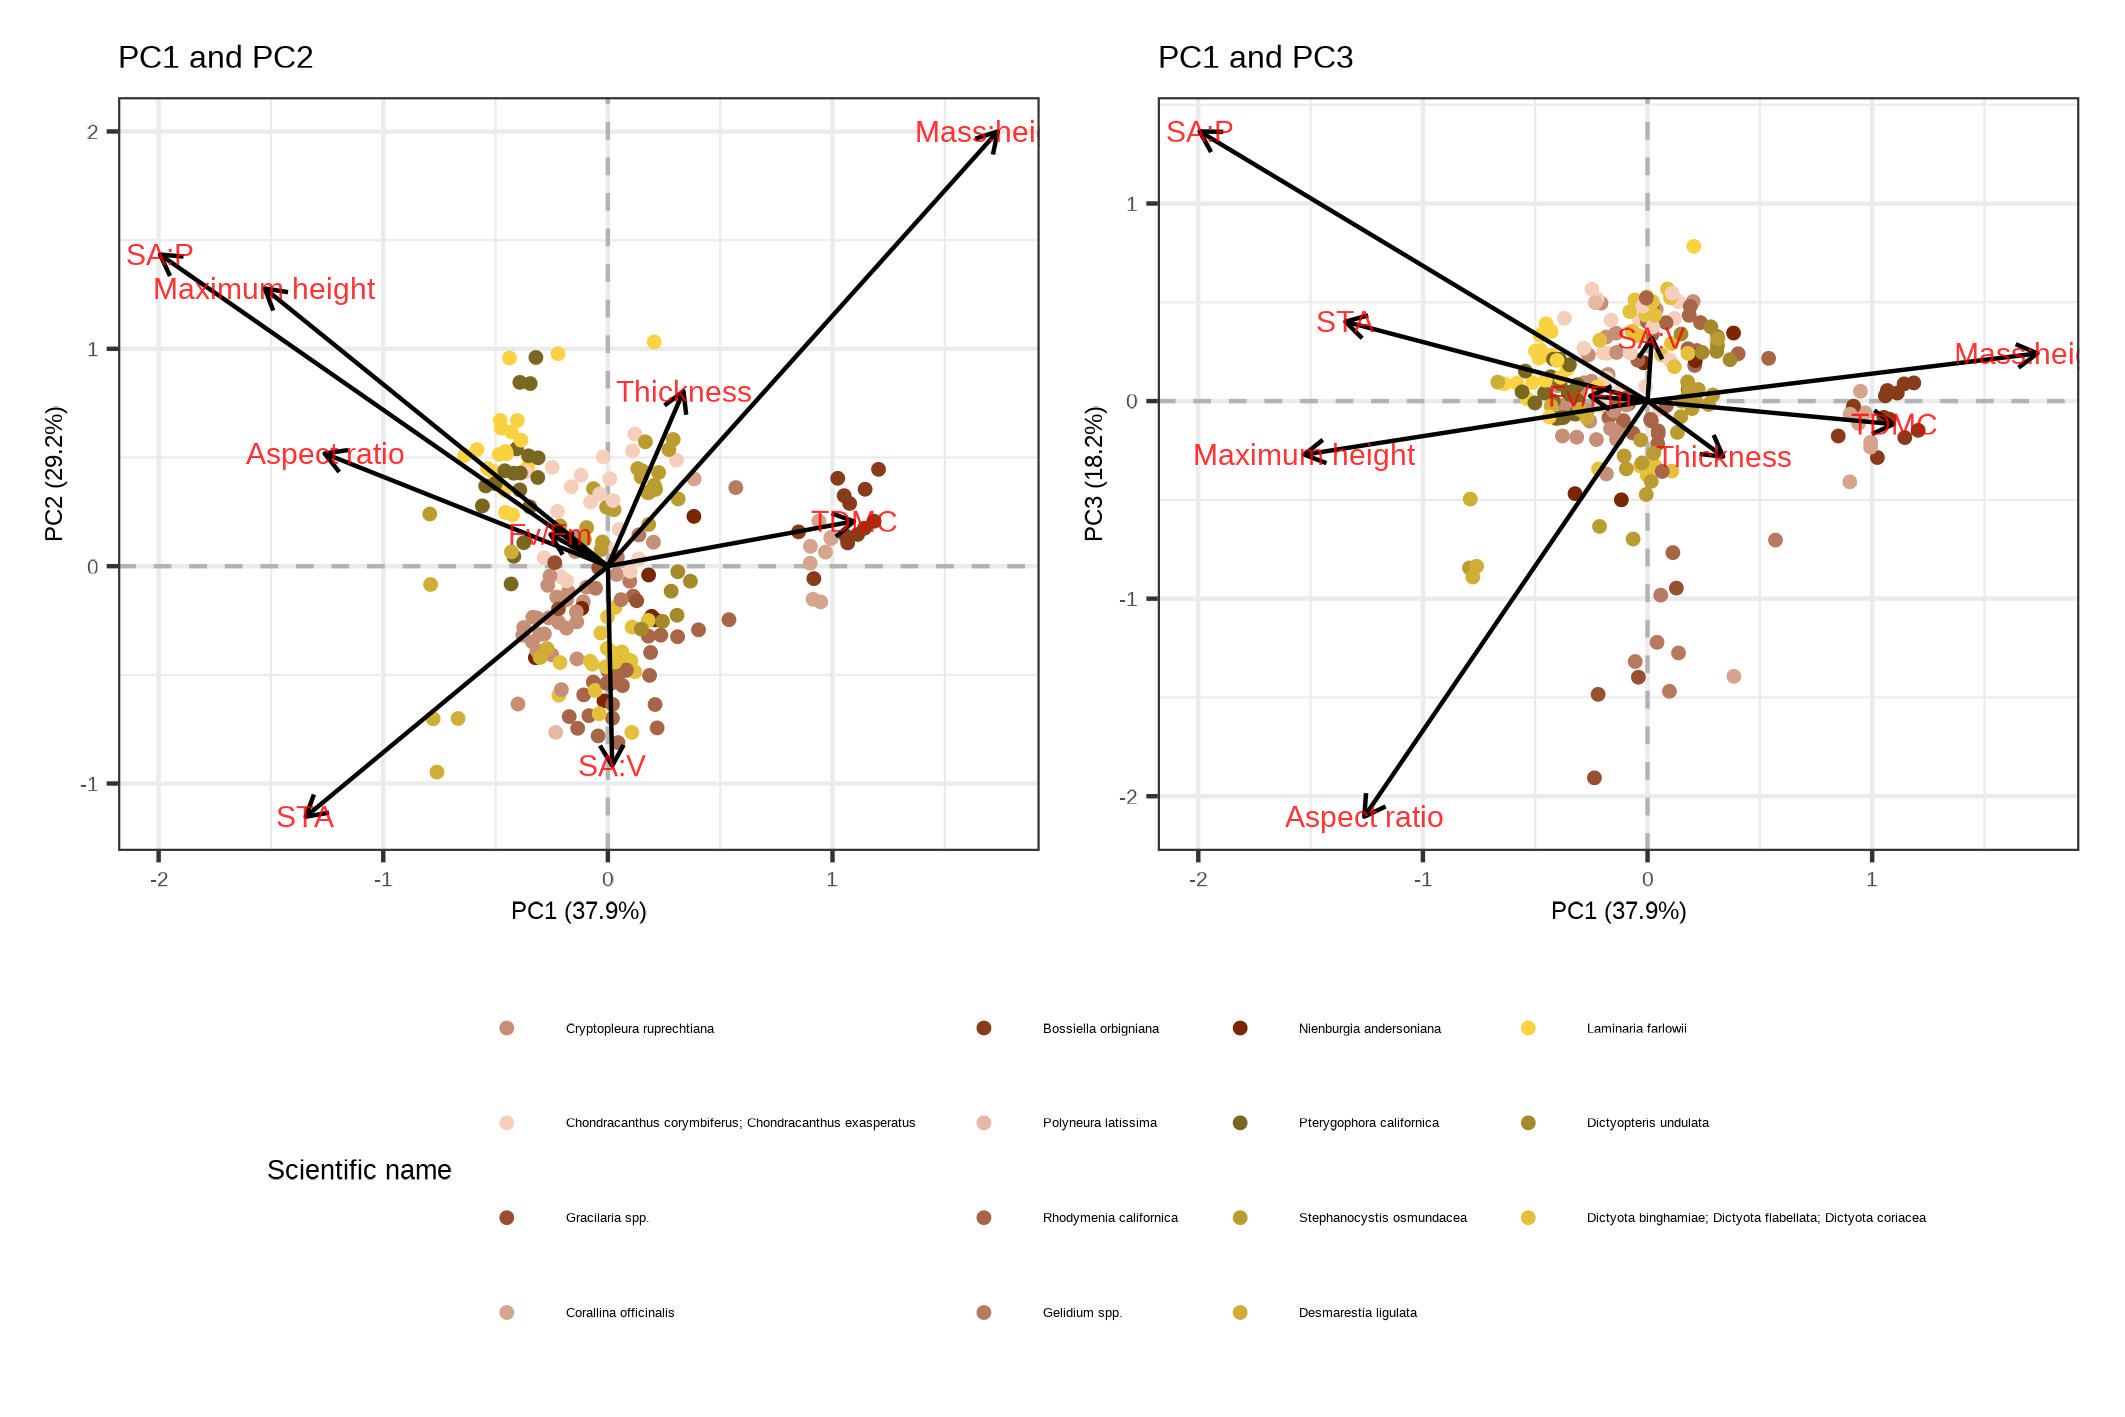 PC1 and PC2
PC1 and PC3
Mass:hei
SA:P
Maximum height
Thickness
Aspect ratio
TDMC
Fv/Fm
SA:V
STA
2
1
0
-1
-2
-1
0
1
PC2 (29.2%)
PC1 (37.9%)
SA:P
STA
SA:V
Mass:hei
Fv/Fm
TDMC
Maximum height
Thickness
Aspect ratio
1
0
-1
-2
-2
-1
0
1
PC3 (18.2%)
PC1 (37.9%)
Scientific name
Cryptopleura ruprechtiana
Chondracanthus corymbiferus; Chondracanthus exasperatus
Gracilaria spp.
Corallina officinalis
Bossiella orbigniana
Polyneura latissima
Rhodymenia californica
Gelidium spp.
Nienburgia andersoniana
Pterygophora californica
Stephanocystis osmundacea
Desmarestia ligulata
Laminaria farlowii
Dictyopteris undulata
Dictyota binghamiae; Dictyota flabellata; Dictyota coriacea